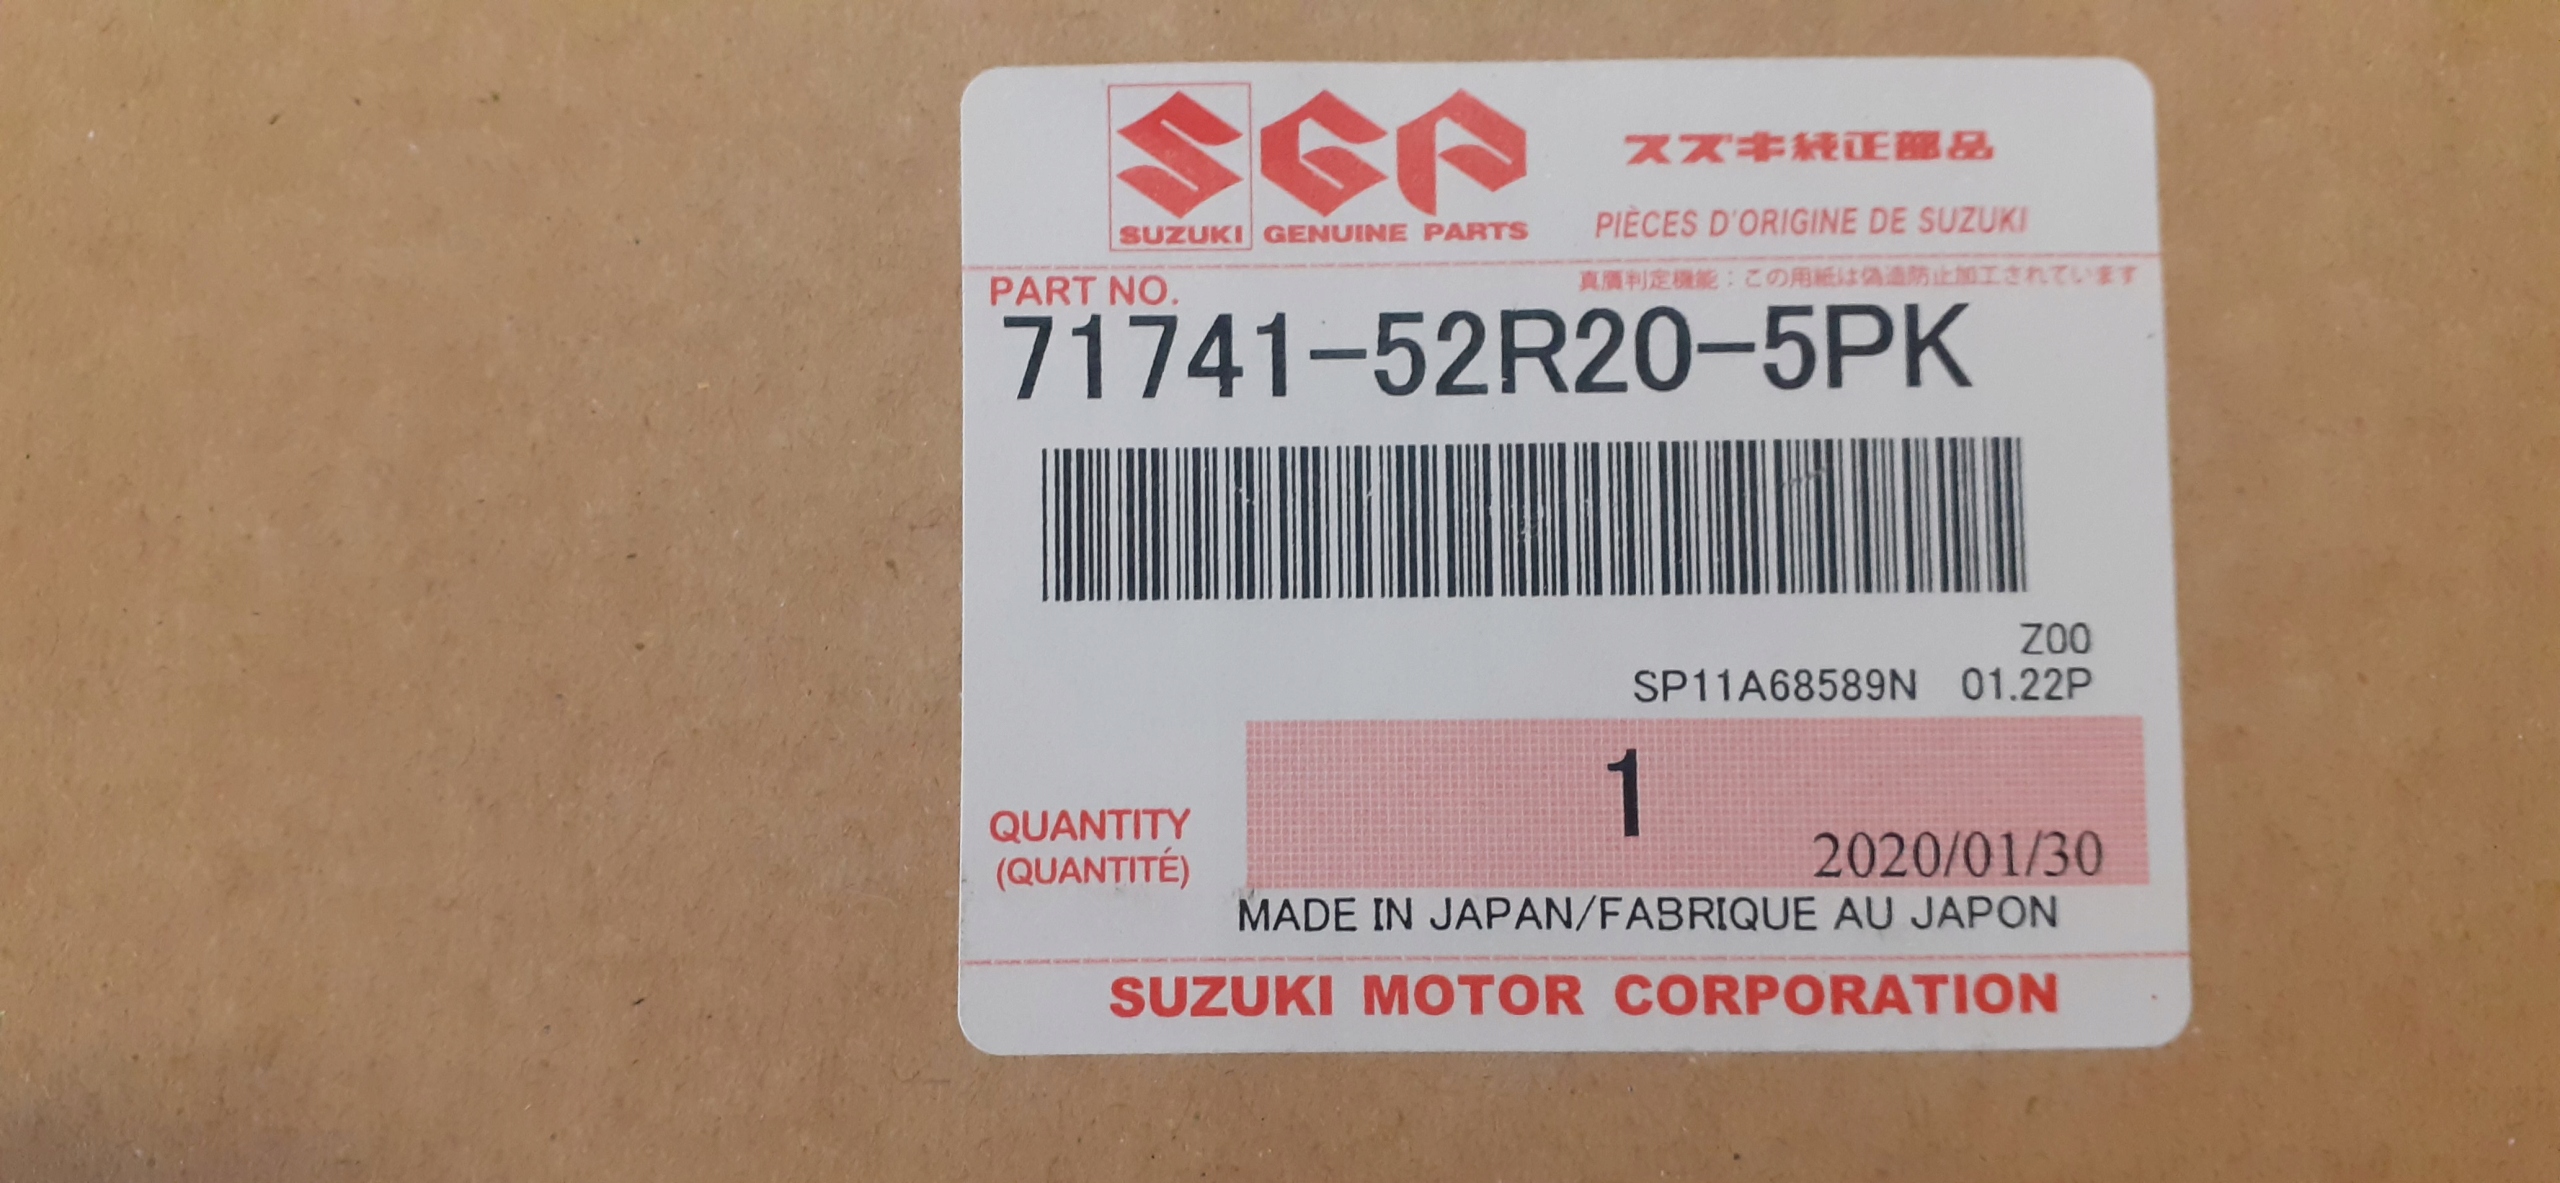 SGP
スズキ純正部品
SUZUKI GENUINE PARTS
PIÈCES D'ORIGINE DE SUZUKI
PART NO.
真贋判定機能：この用紙は偽造防止加工されています
71741-52R20-5PK
Z00
SP11A68589N 01.22P
1
QUANTITY
(QUANTITÉ)
2020/01/30
MADE IN JAPAN/FABRIQUE AU JAPON
SUZUKI MOTOR CORPORATION